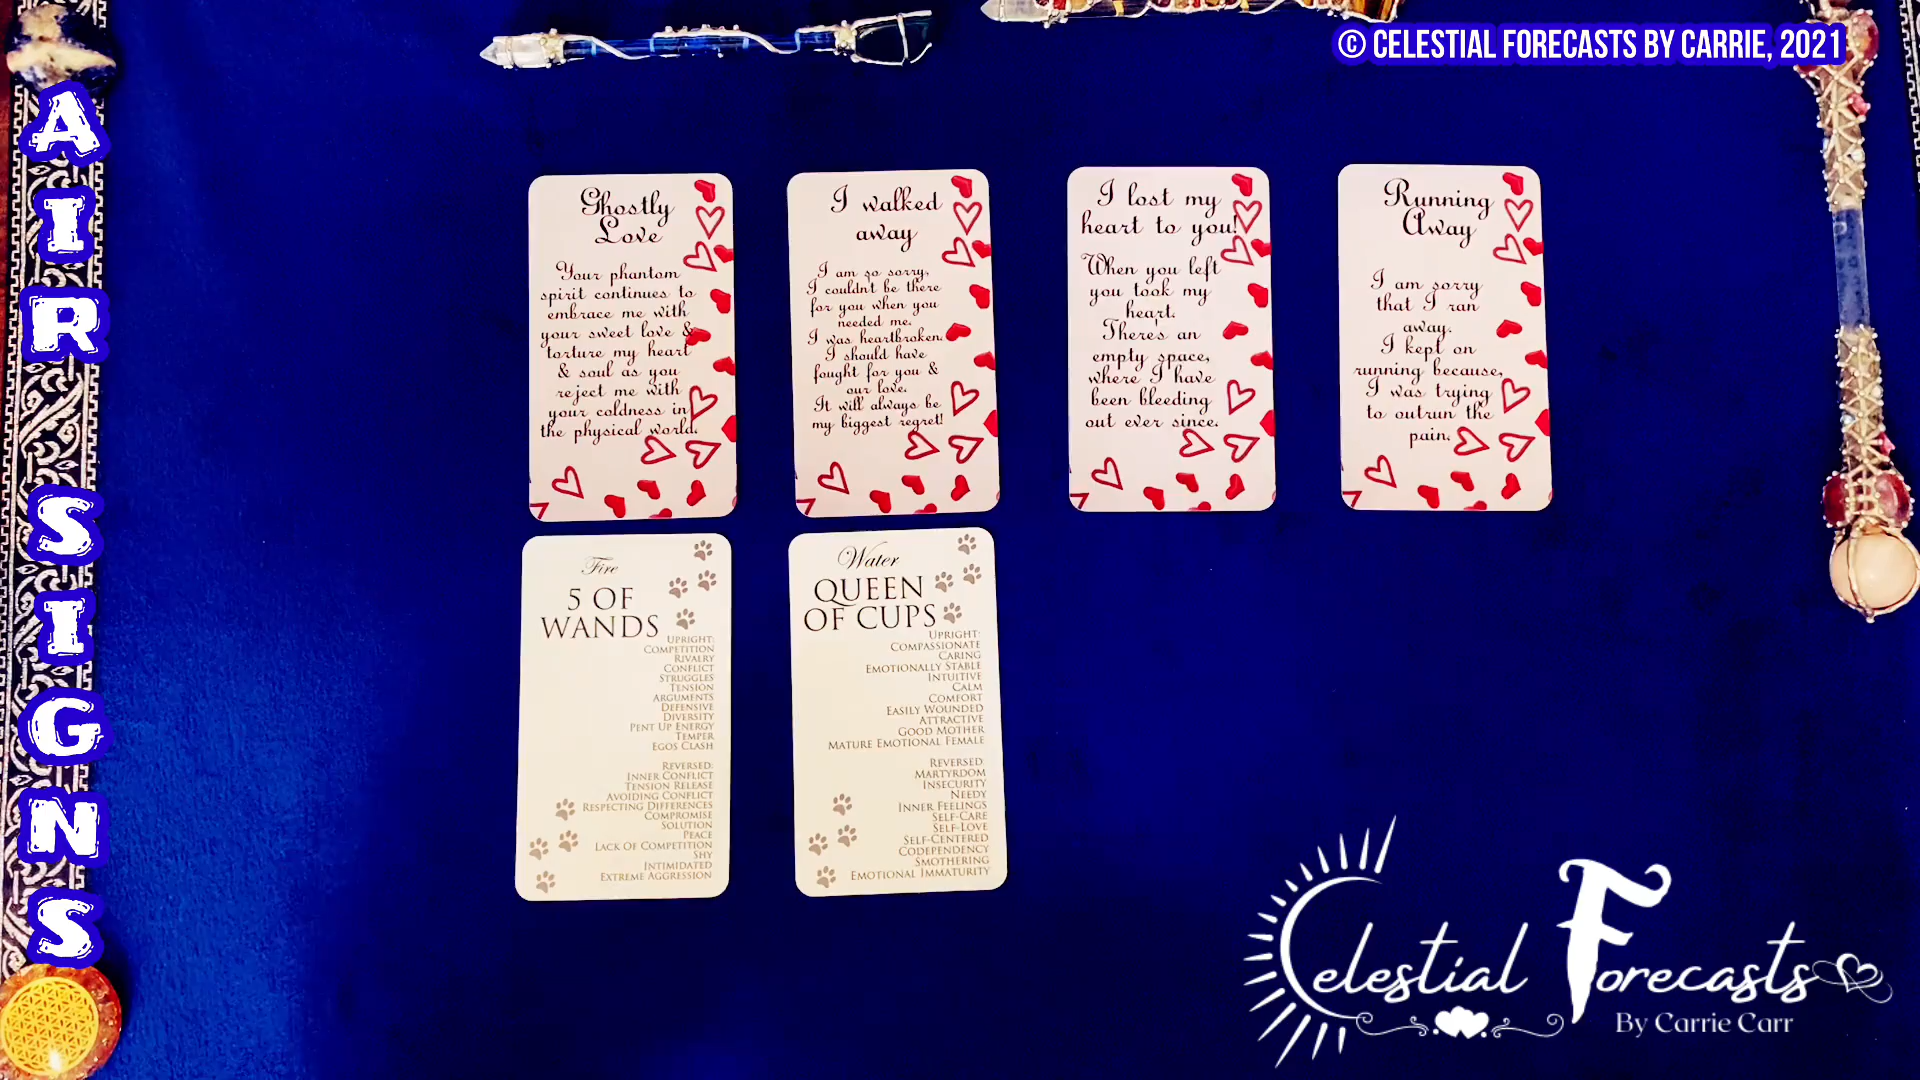 © CELESTIAL FORECASTS BY CARRIE, 2021
AIR SIGNS
Ghostly
Love
Your phantom
spirit continues to
embrace me with
your sweet love &
torture my heart
& soul as you
reject me with
your coldness in
the physical world.
I walked
away
I am so sorry,
I couldn't be there
for you when you
needed me.
I was heartbroken.
I should have
fought for you &
our love.
It will always be
my biggest regret!
I lost my
heart to you!
When you left
you took my
heart.
There's an
empty space,
where I have
been bleeding
out ever since.
Running
Away
I am sorry
that I ran
away.
I kept on
running because,
I was trying
to outrun the
pain.
Fire
5 OF
WANDS
UPRIGHT:
COMPETITION
RIVALRY
CONFLICT
STRUGGLES
TENSION
ARGUMENTS
DEFENSIVE
DIVERSITY
PENT UP ENERGY
TEMPER
EGOS CLASH
REVERSED:
INNER CONFLICT
TENSION RELEASE
AVOIDING CONFLICT
RESPECTING DIFFERENCES
COMPROMISE
SOLUTION
PEACE
LACK OF COMPETITION
SHY
INTIMIDATED
EXTREME AGGRESSION
Water
QUEEN
OF CUPS
UPRIGHT:
COMPASSIONATE
CARING
EMOTIONALLY STABLE
INTUITIVE
CALM
COMFORT
EASILY WOUNDED
ATTRACTIVE
GOOD MOTHER
MATURE EMOTIONAL FEMALE
REVERSED:
MARTYRDOM
INSECURITY
NEEDY
INNER FEELINGS
SELF-CARE
SELF-LOVE
SELF-CENTERED
CODEPENDENCY
SMOTHERING
EMOTIONAL IMMATURITY
Celestial Forecasts
By Carrie Carr